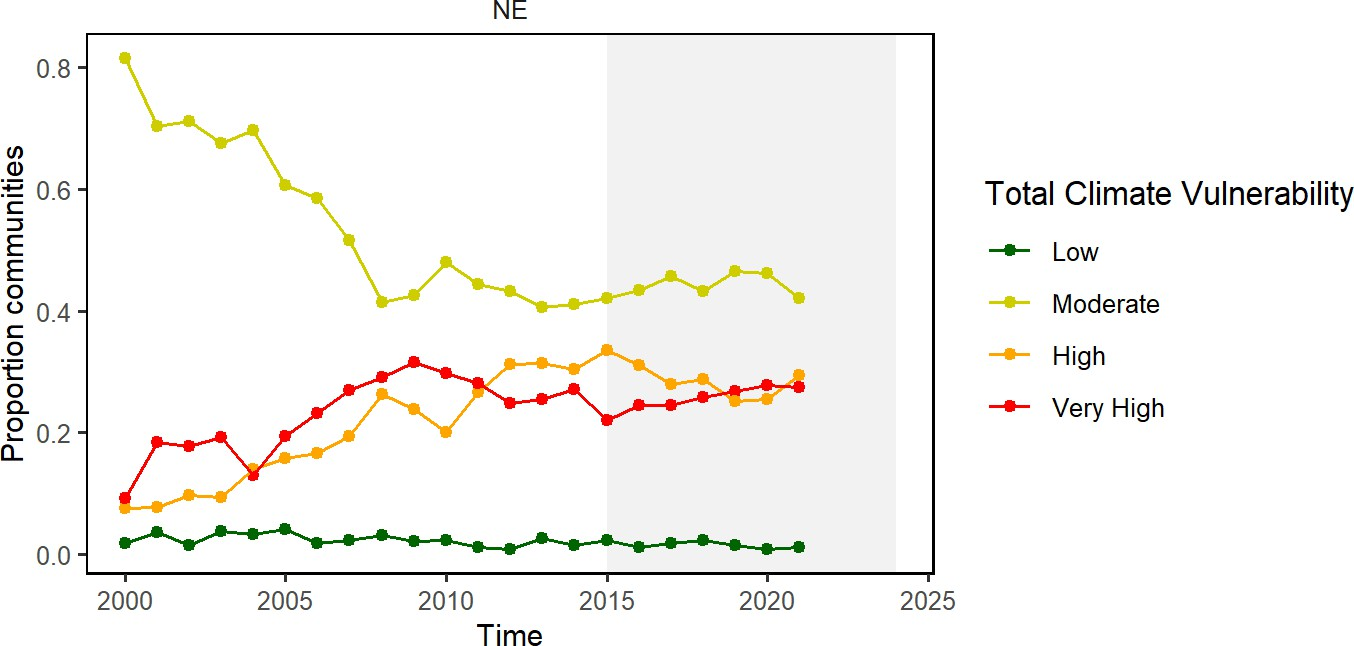 NE
Proportion communities
0.8
0.6
0.4
0.2
0.0
2000 2005 2010 2015 2020 2025
Time
Total Climate Vulnerability
Low
Moderate
High
Very High